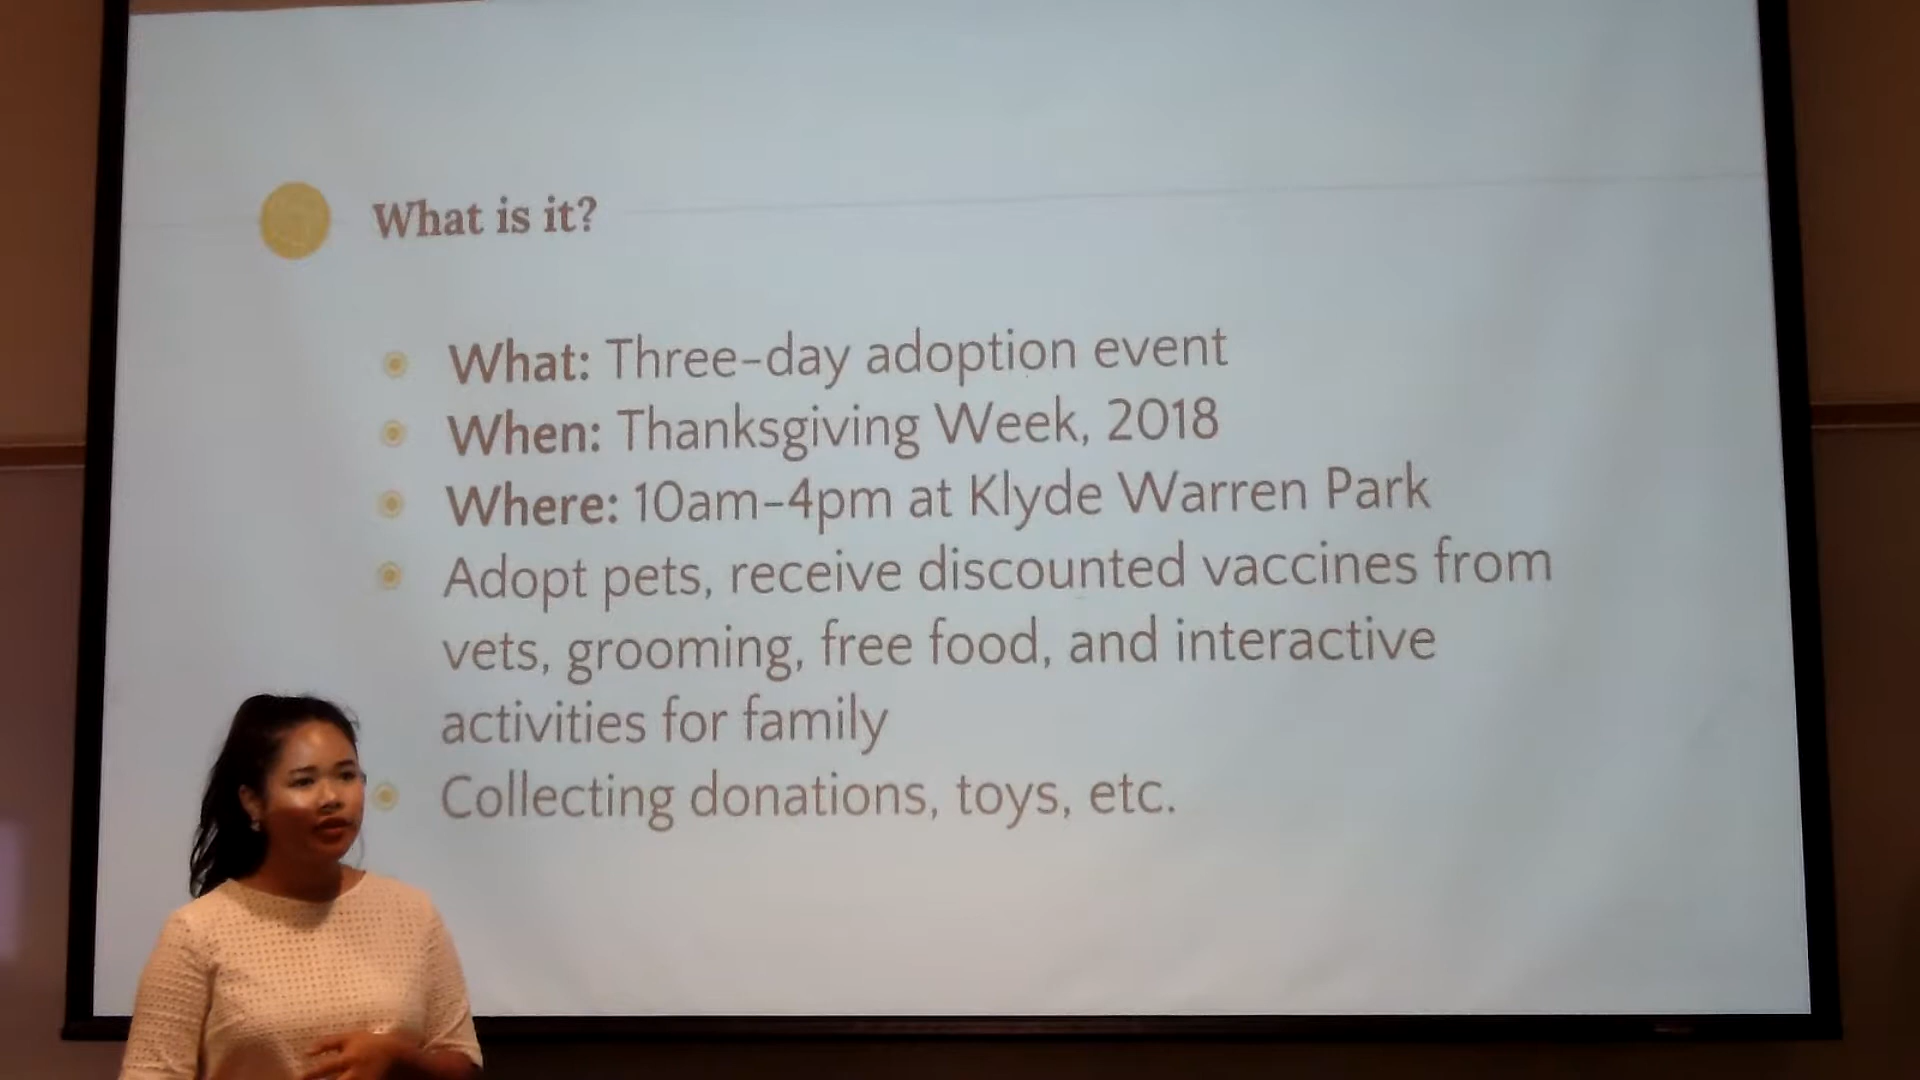 What is it?
What: Three-day adoption event
When: Thanksgiving Week, 2018
Where: 10am-4pm at Klyde Warren Park
Adopt pets, receive discounted vaccines from
vets, grooming, free food, and interactive
activities for family
Collecting donations, toys, etc.